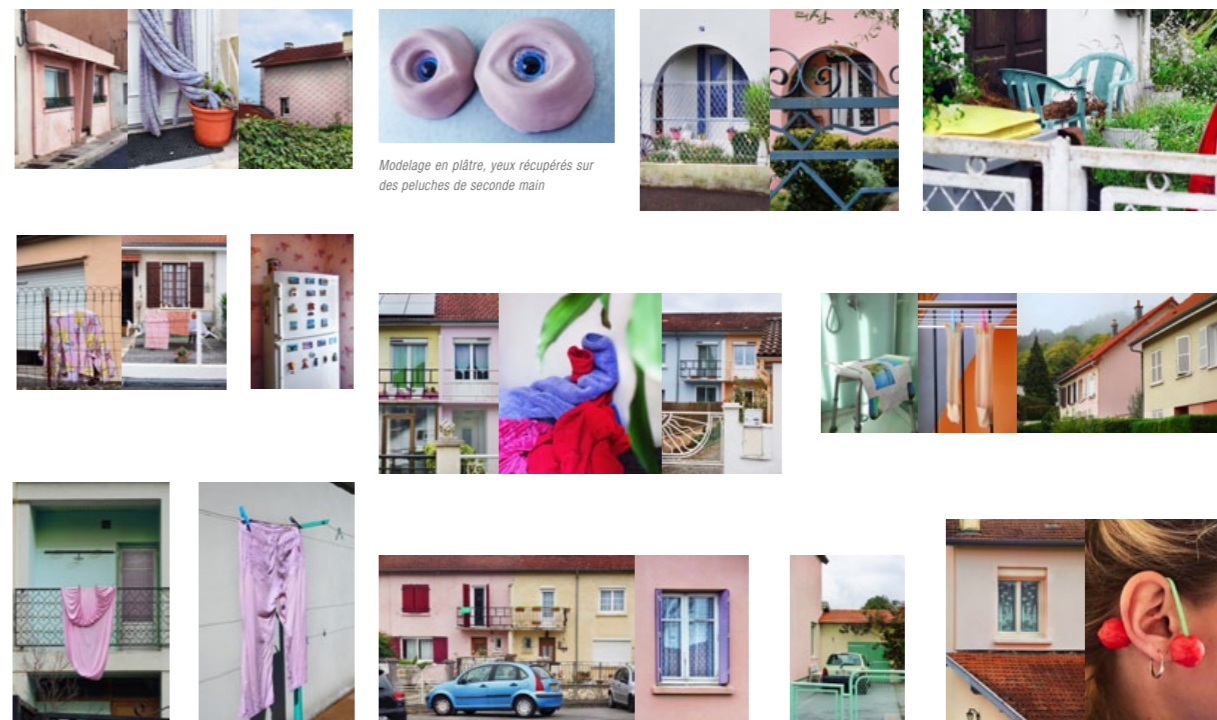 Modelage en plâtre, yeux récupérés sur
des peluches de seconde main